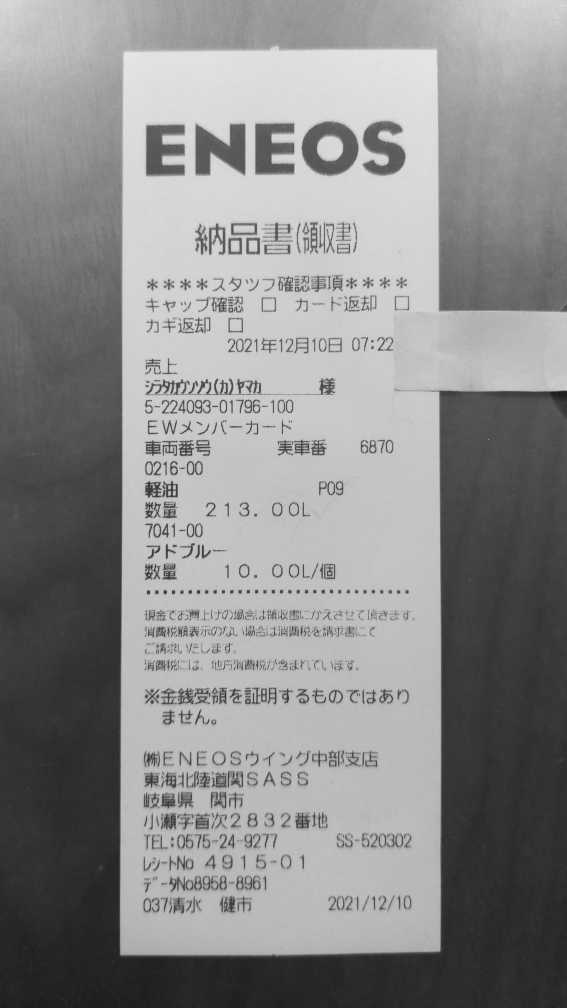 ENEOS
納品書(領収書)
****スタッフ確認事項****
キャップ確認 □ カード返却 □
カギ返却 □
2021年12月10日 07:22
売上
ｼﾗﾀｶｳﾝｿｳ(ｶ)ﾔﾏｶ 様
5-224093-01796-100
EWメンバーカード
車両番号 実車番 6870
0216-00
軽油 P09
数量 213.00L
7041-00
アドブルー
数量 10.00L/個
現金でお買上げの場合は領収書にかえさせて頂きます。
消費税額表示のない場合は消費税を請求書にて
ご請求いたします。
消費税には、地方消費税が含まれています。
※金銭受領を証明するものではあり
ません。
㈱ENEOSウイング中部支店
東海北陸道関SASS
岐阜県 関市
小瀬字首次2832番地
TEL:0575-24-9277 SS-520302
ﾚｼｰﾄNo 4915-01
ﾃﾞｰﾀNo8958-8961
037清水 健市 2021/12/10